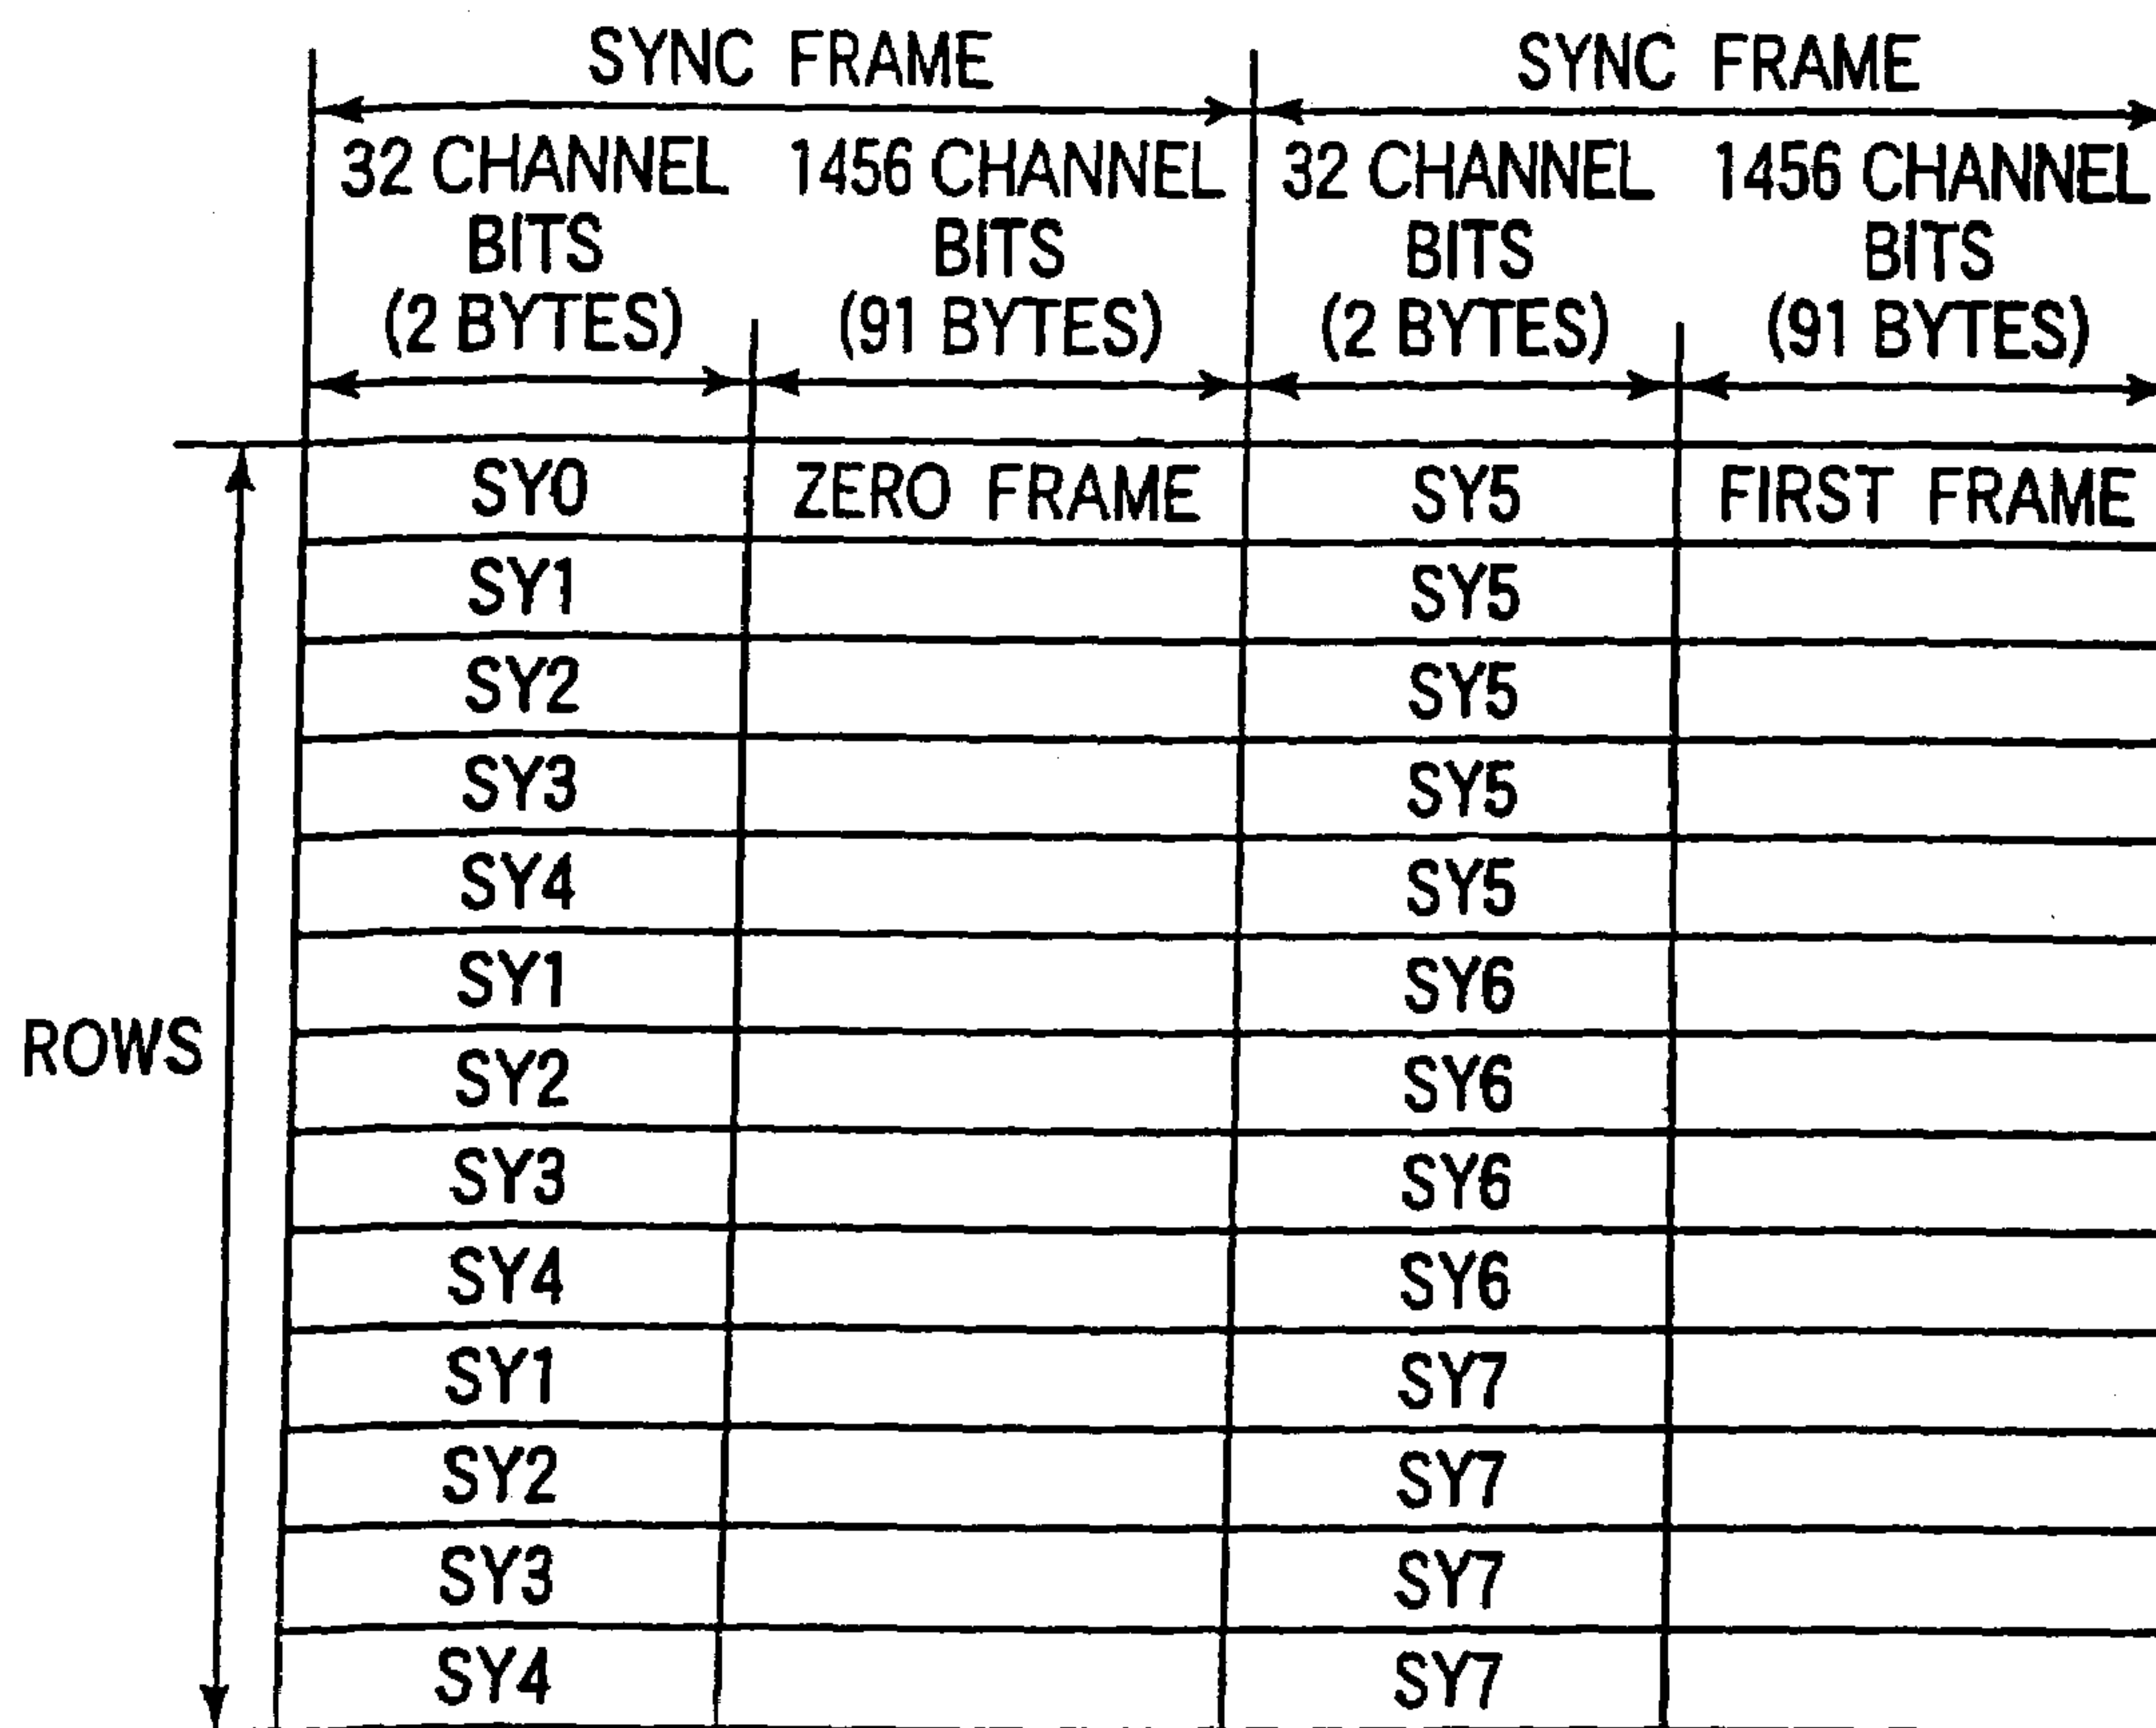 SYNC FRAME SYNC FRAME
32 CHANNEL BITS (2 BYTES) 1456 CHANNEL BITS (91 BYTES) 32 CHANNEL BITS (2 BYTES) 1456 CHANNEL BITS (91 BYTES)
SY0 ZERO FRAME SY5 FIRST FRAME
SY1 SY5
SY2 SY5
SY3 SY5
SY4 SY5
SY1 SY6
ROWS
SY2 SY6
SY3 SY6
SY4 SY6
SY1 SY7
SY2 SY7
SY3 SY7
SY4 SY7